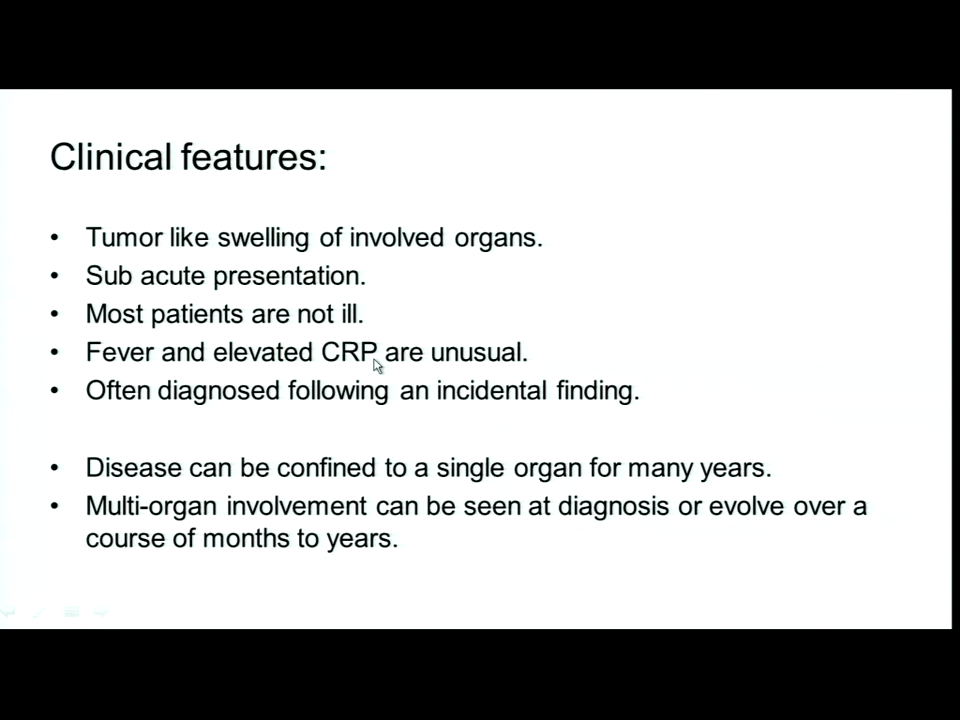 Clinical features:
• Tumor like swelling of involved organs.
• Sub acute presentation.
• Most patients are not ill.
• Fever and elevated CRP are unusual.
• Often diagnosed following an incidental finding.
• Disease can be confined to a single organ for many years.
• Multi-organ involvement can be seen at diagnosis or evolve over a
course of months to years.